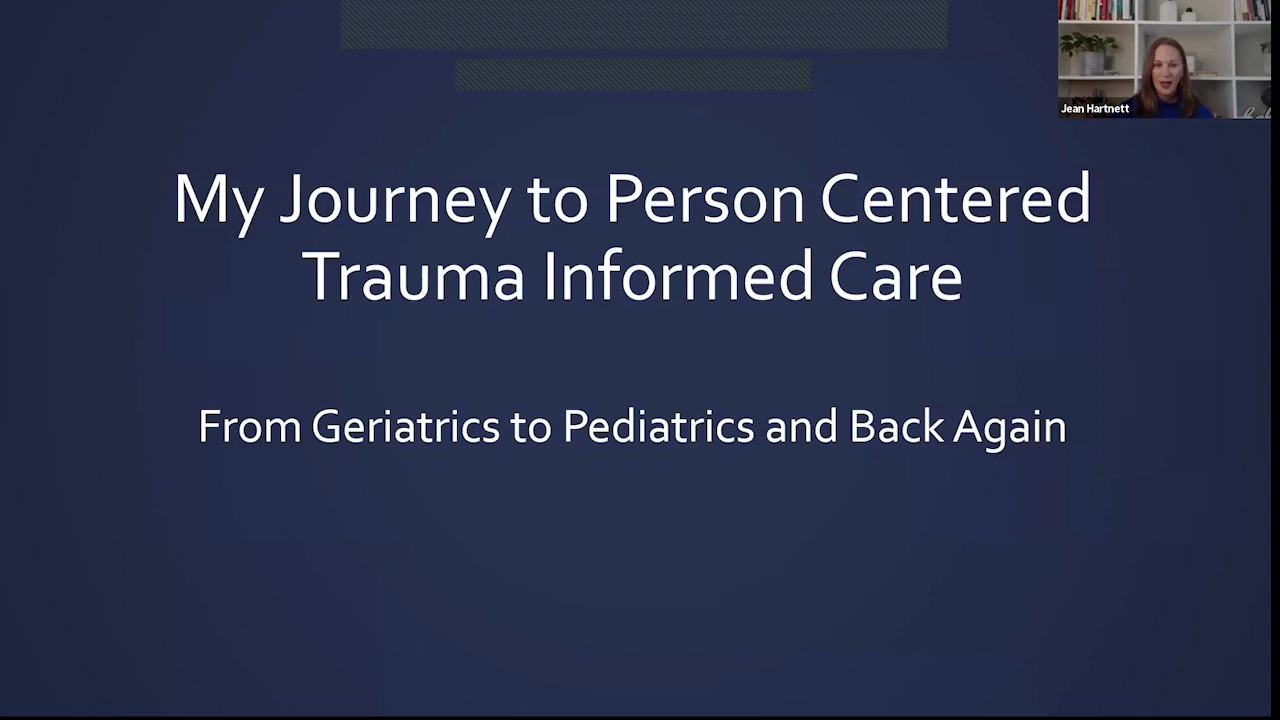 Jean Hartnett
My Journey to Person Centered
Trauma Informed Care
From Geriatrics to Pediatrics and Back Again